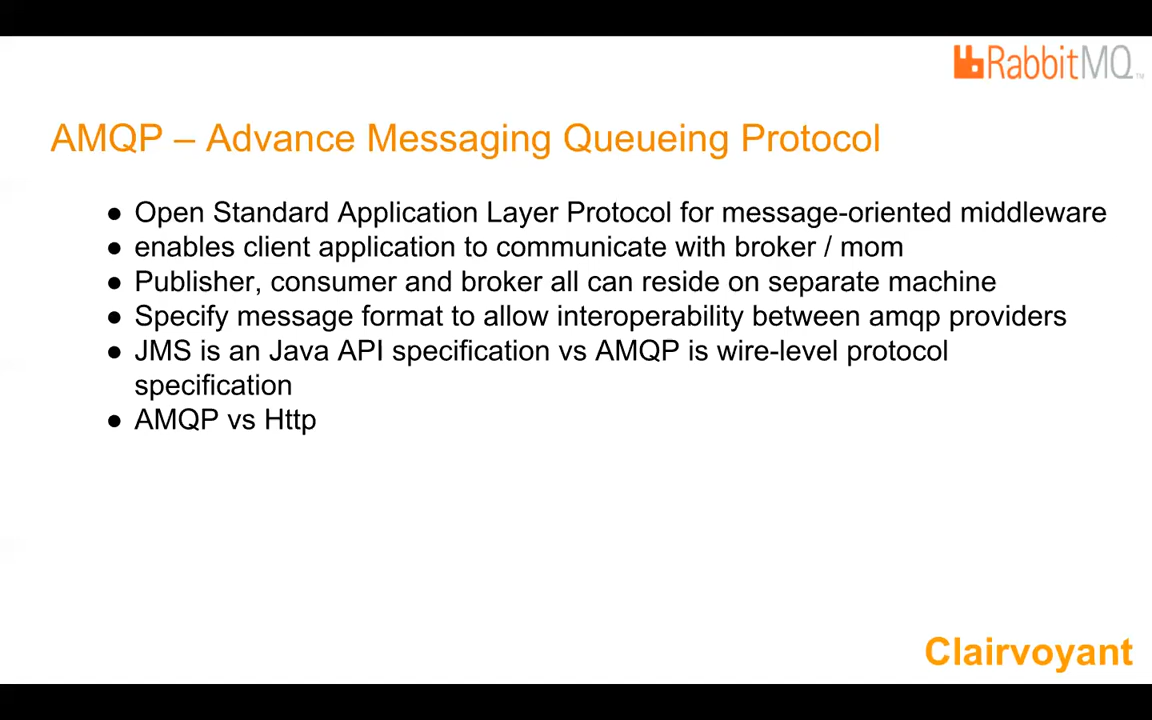 RabbitMQ™
AMQP – Advance Messaging Queueing Protocol
● Open Standard Application Layer Protocol for message-oriented middleware
● enables client application to communicate with broker / mom
● Publisher, consumer and broker all can reside on separate machine
● Specify message format to allow interoperability between amqp providers
● JMS is an Java API specification vs AMQP is wire-level protocol
specification
● AMQP vs Http
Clairvoyant